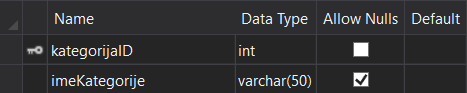 Name Data Type Allow Nulls Default
kategorijaID int
imeKategorije varchar(50)